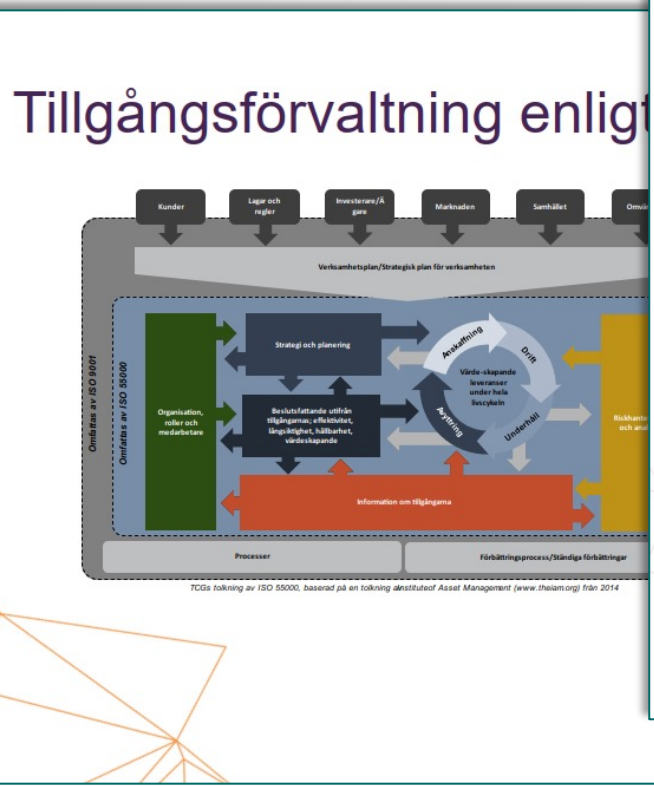 Tillgångsförvaltning enligt
Kunder
Lagar och
regler
Investerare/Ä
gare
Marknaden
Samhället
Verksamhetsplan/Strategisk plan för verksamheten
Omfattas av ISO 9001
Omfattas av ISO 55000
Organisation,
roller och
medarbetare
Strategi och planering
Beslutsfattande utifrån
tillgångarnas; effektivitet,
långsiktighet, hållbarhet,
värdeskapande
Anskaffning
Drift
Underhåll
Avyttring
Värde-skapande
leveranser
under hela
livscykeln
Information om tillgångarna
Processer
Förbättringsprocess/Ständiga förbättringar
TCGs tolkning av ISO 55000, baserad på en tolkning av Institute of Asset Management (www.theiam.org) från 2014